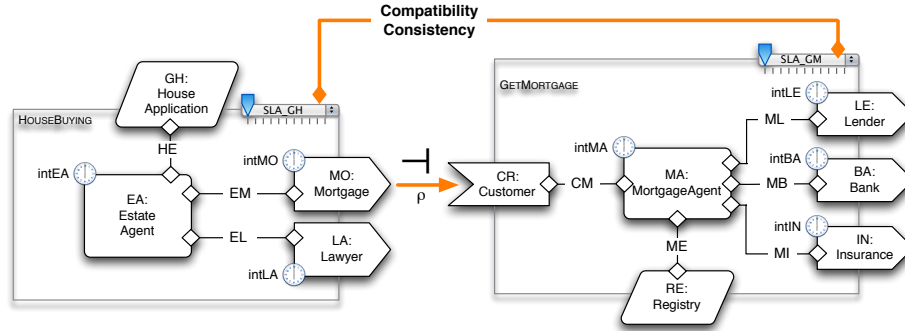 Compatibility
Consistency
GH:
House
Application
SLA_GH
HOUSEBUYING
HE
intEA
EA:
Estate
Agent
EM
EL
intMO
MO:
Mortgage
LA:
Lawyer
intLA
ρ
SLA_GM
GETMORTGAGE
CR:
Customer
CM
intMA
MA:
MortgageAgent
ML
MB
MI
ME
RE:
Registry
intLE
LE:
Lender
intBA
BA:
Bank
intIN
IN:
Insurance